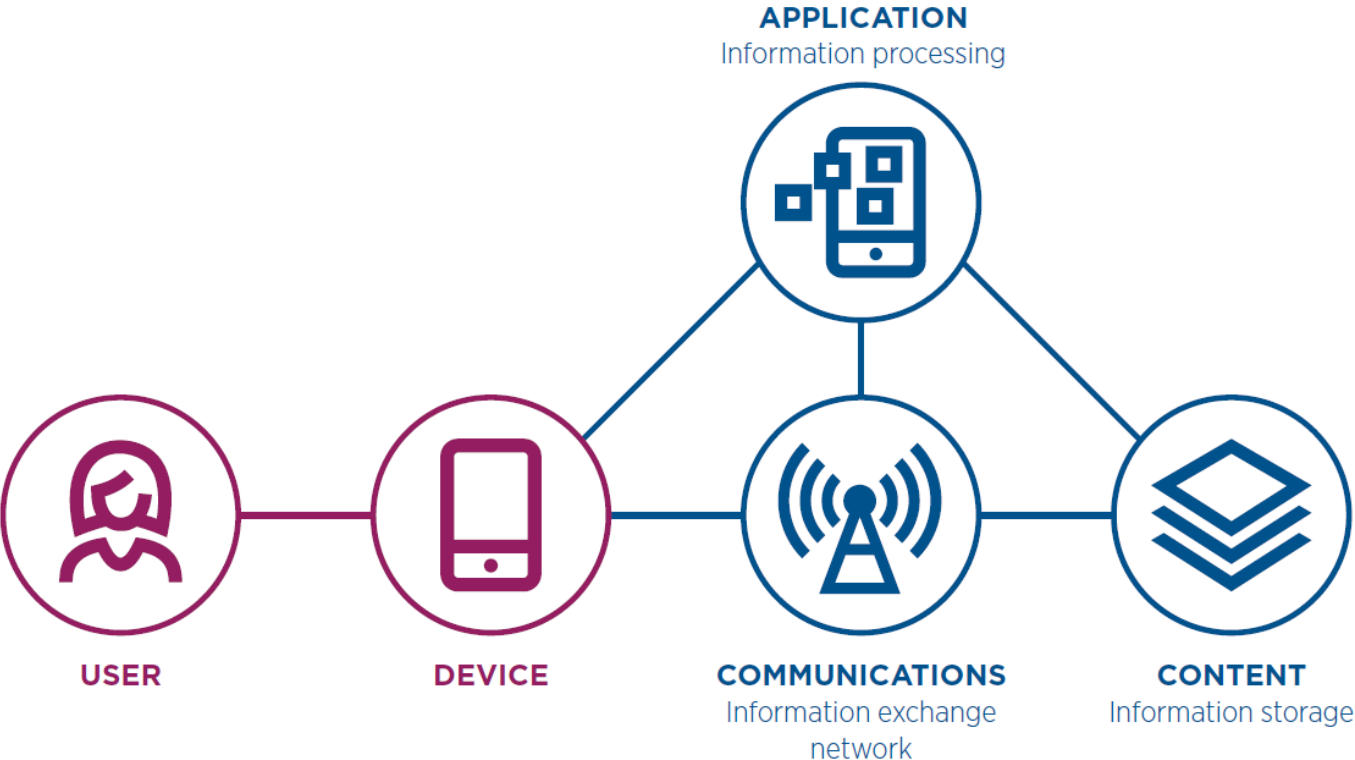 APPLICATION
Information processing
USER
DEVICE
COMMUNICATIONS
Information exchange
network
CONTENT
Information storage